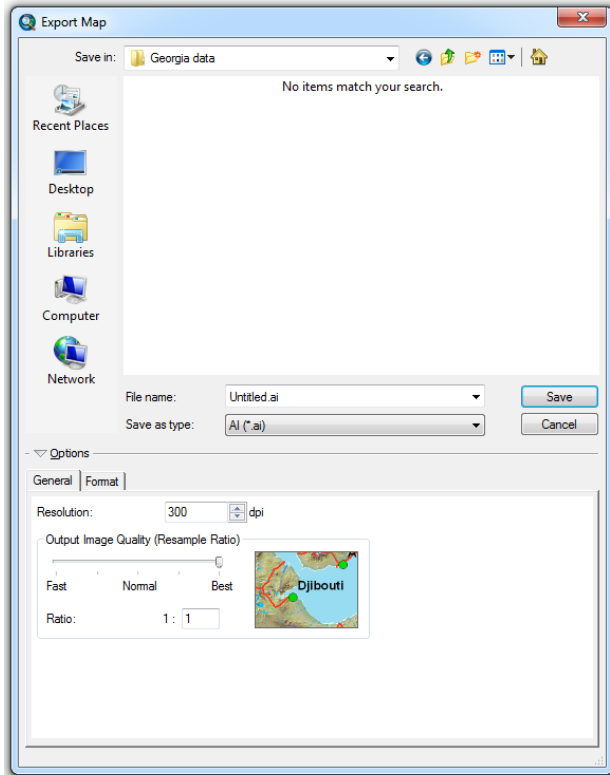 Export Map
Save in: Georgia data
No items match your search.
Recent Places
Desktop
Libraries
Computer
Network
File name: Untitled.ai Save
Save as type: AI (*.ai) Cancel
Options
General Format
Resolution: 300 dpi
Output Image Quality (Resample Ratio)
Fast Normal Best
Djibouti
Ratio: 1 : 1